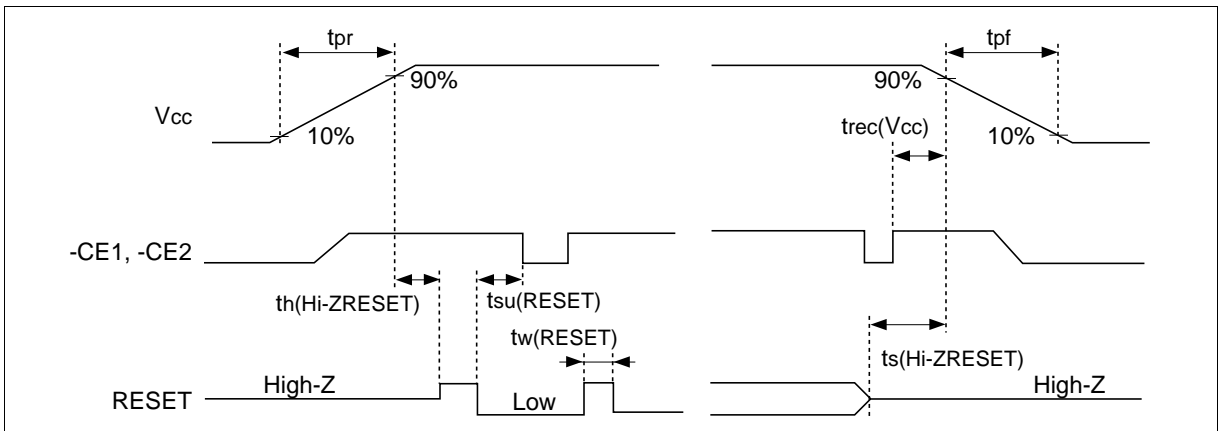 tpr
tpf
90%
90%
Vcc
trec(Vcc)
10%
10%
-CE1, -CE2
th(Hi-ZRESET)
tsu(RESET)
tw(RESET)
ts(Hi-ZRESET)
High-Z
High-Z
RESET
Low